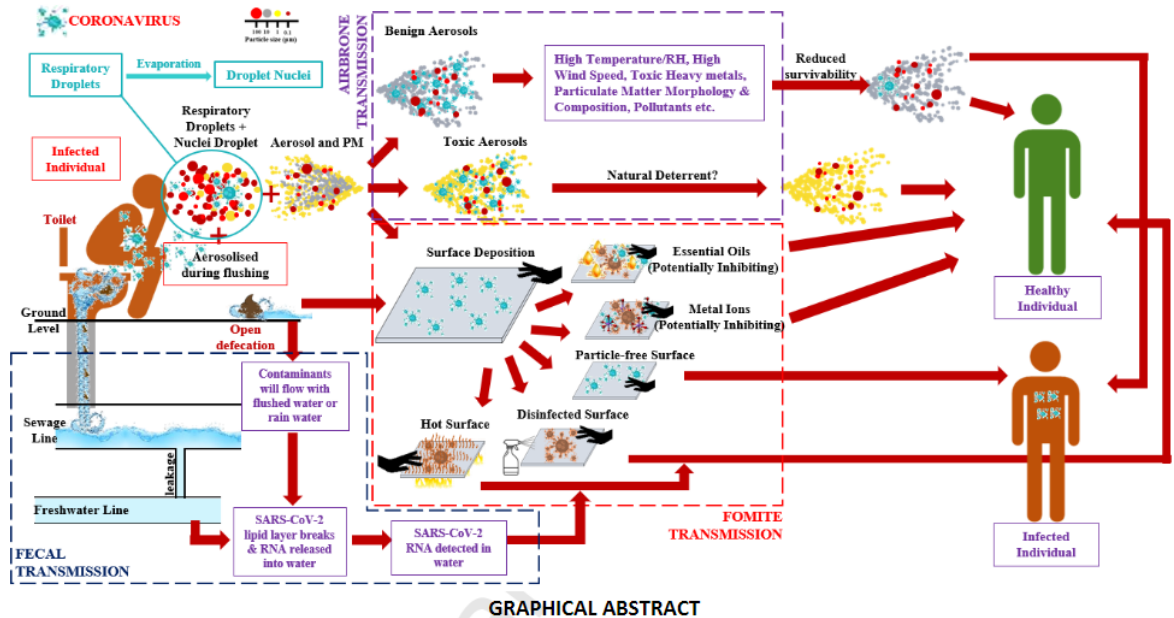 CORONAVIRUS
100 10 1 0.1
Particle size (µm)
Respiratory
Droplets
Evaporation
Droplet Nuclei
Respiratory
Droplets +
Nuclei Droplet
Infected
Individual
Aerosol and PM
Toilet
Aerosolised
during flushing
Ground
Level
Open
defecation
AIRBRONE
TRANSMISSION
Benign Aerosols
High Temperature/RH, High
Wind Speed, Toxic Heavy metals,
Particulate Matter Morphology &
Composition, Pollutants etc.
Reduced
survivability
Toxic Aerosols
Natural Deterrent?
Surface Deposition
Essential Oils
(Potentially Inhibiting)
Metal Ions
(Potentially Inhibiting)
Particle-free Surface
Disinfected Surface
Hot Surface
FOMITE
TRANSMISSION
Healthy
Individual
Infected
Individual
Contaminants
will flow with
flushed water or
rain water
Sewage
Line
leakage
Freshwater Line
SARS-CoV-2
lipid layer breaks
& RNA released
into water
SARS-CoV-2
RNA detected in
water
FECAL
TRANSMISSION
GRAPHICAL ABSTRACT